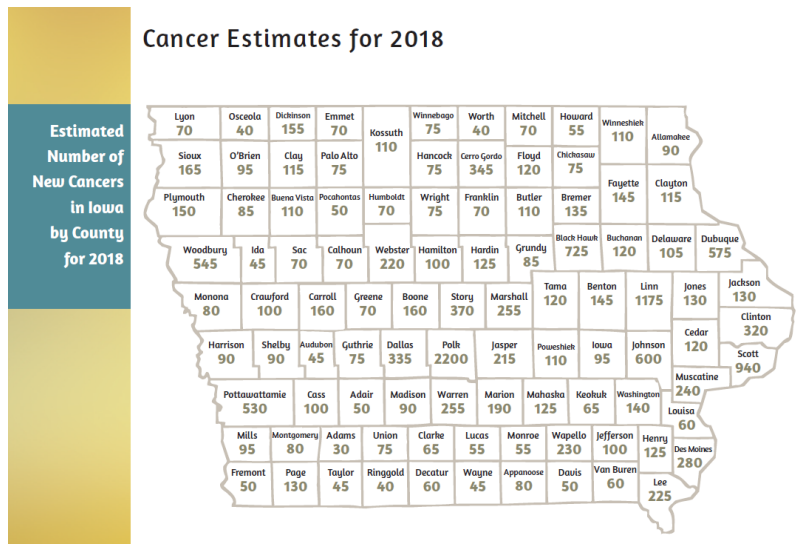 Cancer Estimates for 2018
Estimated
Number of
New Cancers
in Iowa
by County
for 2018
Lyon
70
Osceola
40
Dickinson
155
Emmet
70
Kossuth
110
Winnebago
75
Worth
40
Mitchell
70
Howard
55
Winneshiek
110
Allamakee
90
Sioux
165
O'Brien
95
Clay
115
Palo Alto
75
Hancock
75
Cerro Gordo
345
Floyd
120
Chickasaw
75
Fayette
145
Clayton
115
Plymouth
150
Cherokee
85
Buena Vista
110
Pocahontas
50
Humboldt
70
Wright
75
Franklin
70
Butler
110
Bremer
135
Woodbury
545
Ida
45
Sac
70
Calhoun
70
Webster
220
Hamilton
100
Hardin
125
Grundy
85
Black Hawk
725
Buchanan
120
Delaware
105
Dubuque
575
Monona
80
Crawford
100
Carroll
160
Greene
70
Boone
160
Story
370
Marshall
255
Tama
120
Benton
145
Linn
1175
Jones
130
Jackson
130
Clinton
320
Cedar
120
Scott
940
Harrison
90
Shelby
90
Audubon
45
Guthrie
75
Dallas
335
Polk
2200
Jasper
215
Poweshiek
110
Iowa
95
Johnson
600
Muscatine
240
Pottawattamie
530
Cass
100
Adair
50
Madison
90
Warren
255
Marion
190
Mahaska
125
Keokuk
65
Washington
140
Louisa
60
Mills
95
Montgomery
80
Adams
30
Union
75
Clarke
65
Lucas
55
Monroe
55
Wapello
230
Jefferson
100
Henry
125
Des Moines
280
Fremont
50
Page
130
Taylor
45
Ringgold
40
Decatur
60
Wayne
45
Appanoose
80
Davis
50
Van Buren
60
Lee
225